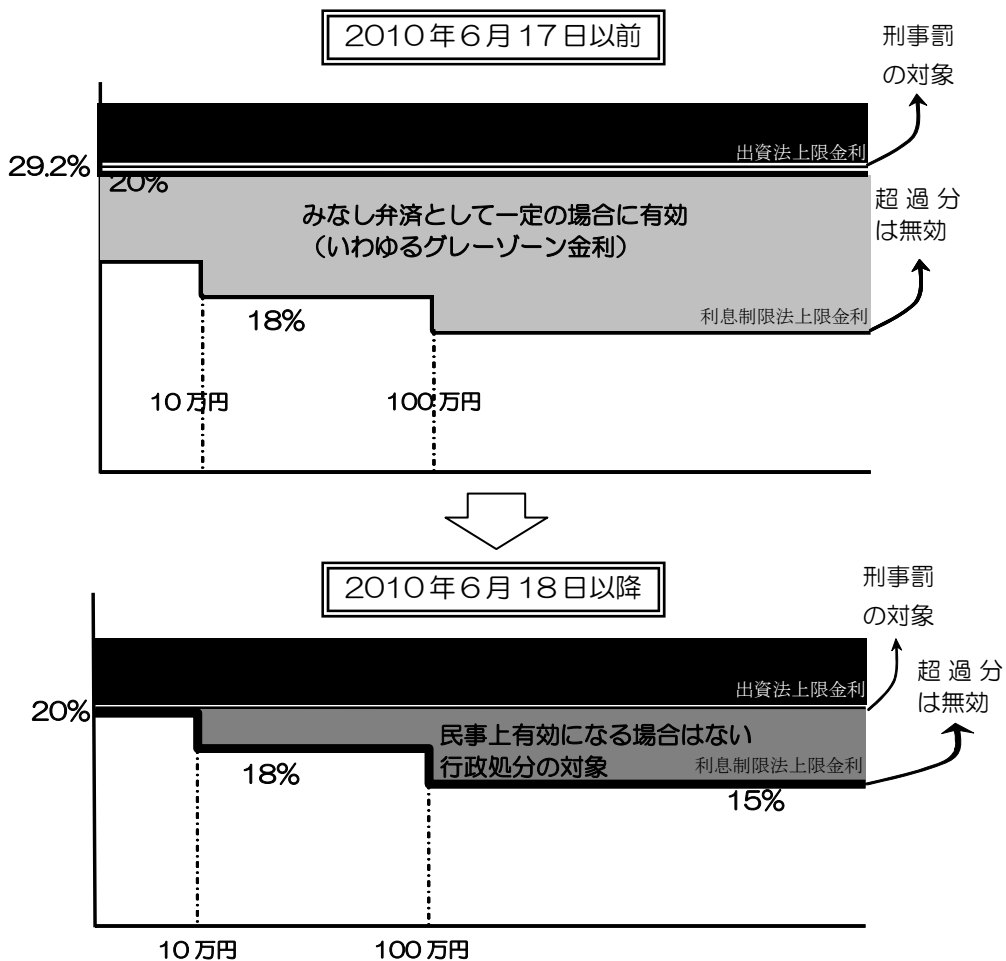 2010年6月17日以前
刑事罰
の対象
出資法上限金利
29.2%
20%
みなし弁済として一定の場合に有効
（いわゆるグレーゾーン金利）
超過分
は無効
18%
利息制限法上限金利
10万円
100万円
2010年6月18日以降
刑事罰
の対象
出資法上限金利
超過分
は無効
20%
民事上有効になる場合はない
行政処分の対象
利息制限法上限金利
18%
15%
10万円
100万円